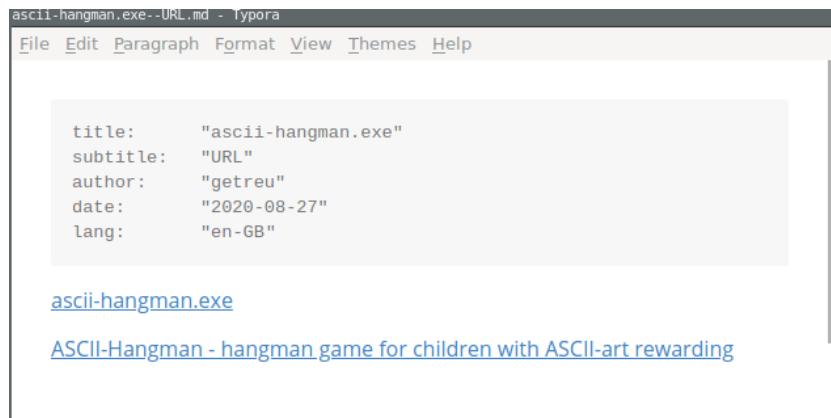 ascii-hangman.exe--URL.md - Typora
File Edit Paragraph Format View Themes Help
title: "ascii-hangman.exe"
subtitle: "URL"
author: "getreu"
date: "2020-08-27"
lang: "en-GB"
ascii-hangman.exe
ASCII-Hangman - hangman game for children with ASCII-art rewarding